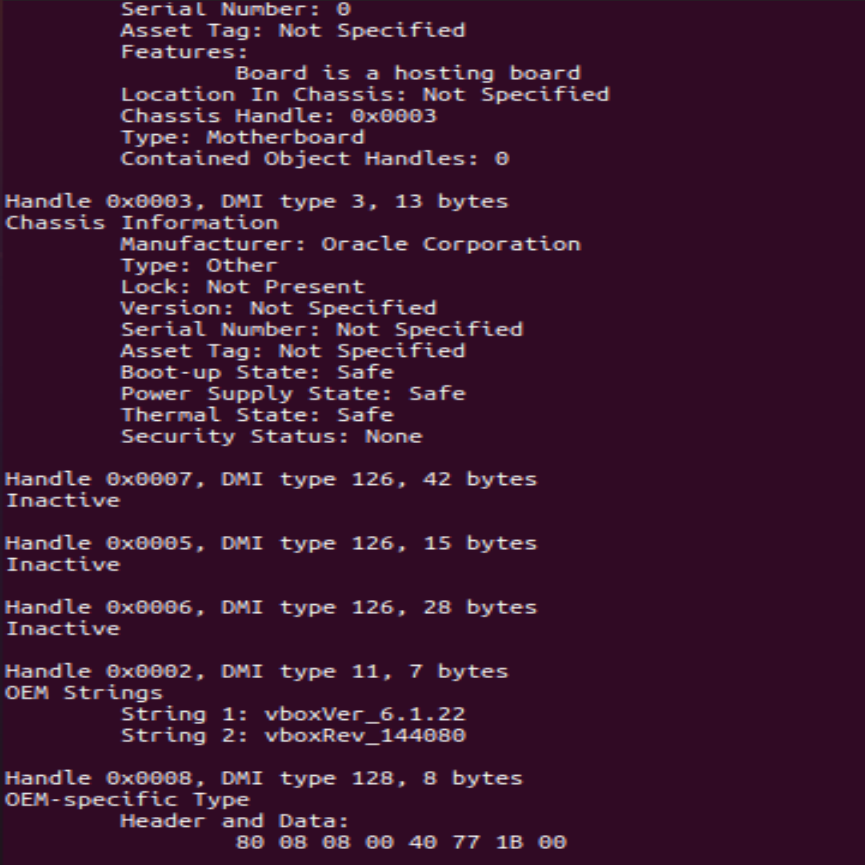 Serial Number: 0
Asset Tag: Not Specified
Features:
Board is a hosting board
Location In Chassis: Not Specified
Chassis Handle: 0x0003
Type: Motherboard
Contained Object Handles: 0
Handle 0x0003, DMI type 3, 13 bytes
Chassis Information
Manufacturer: Oracle Corporation
Type: Other
Lock: Not Present
Version: Not Specified
Serial Number: Not Specified
Asset Tag: Not Specified
Boot-up State: Safe
Power Supply State: Safe
Thermal State: Safe
Security Status: None
Handle 0x0007, DMI type 126, 42 bytes
Inactive
Handle 0x0005, DMI type 126, 15 bytes
Inactive
Handle 0x0006, DMI type 126, 28 bytes
Inactive
Handle 0x0002, DMI type 11, 7 bytes
OEM Strings
String 1: vboxVer_6.1.22
String 2: vboxRev_144080
Handle 0x0008, DMI type 128, 8 bytes
OEM-specific Type
Header and Data:
80 08 08 00 40 77 1B 00